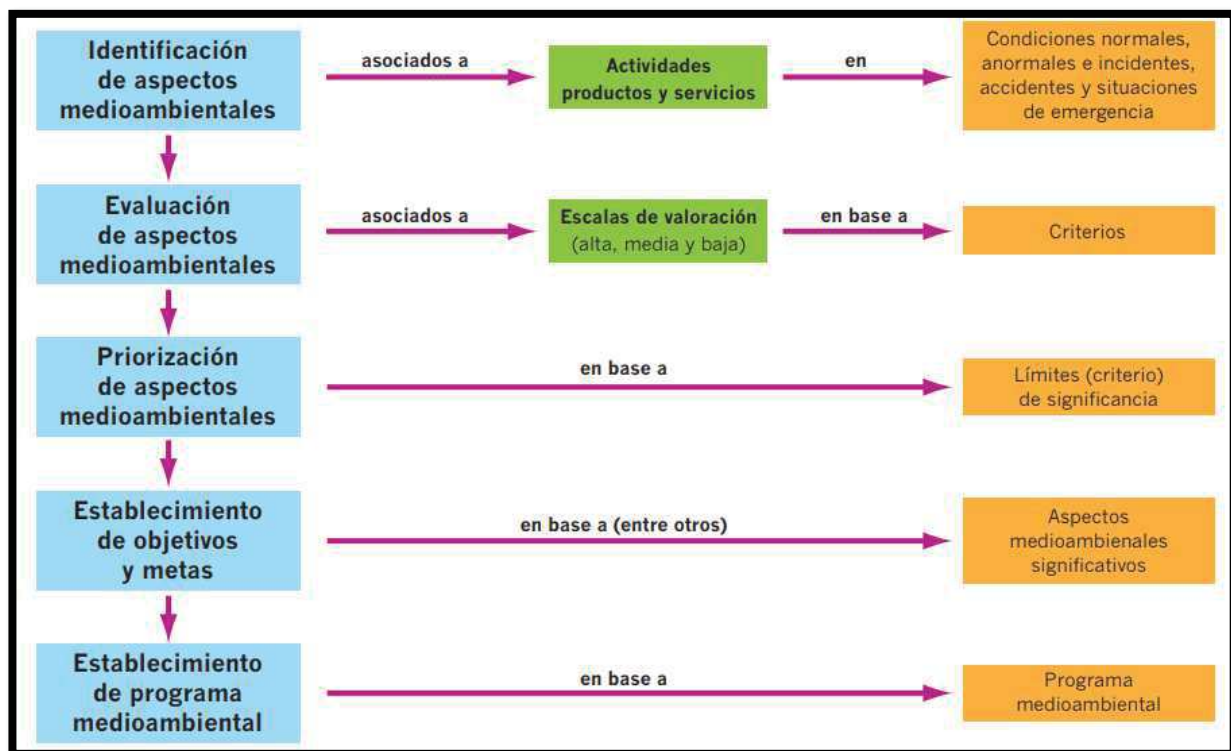 Identificación
de aspectos
medioambientales
asociados a
Actividades
productos y servicios
en
Condiciones normales,
anormales e incidentes,
accidentes y situaciones
de emergencia
Evaluación
de aspectos
medioambientales
asociados a
Escalas de valoración
(alta, media y baja)
en base a
Criterios
Priorización
de aspectos
medioambientales
en base a
Límites (criterio)
de significancia
Establecimiento
de objetivos
y metas
en base a (entre otros)
Aspectos
medioambienales
significativos
Establecimiento
de programa
medioambiental
en base a
Programa
medioambiental